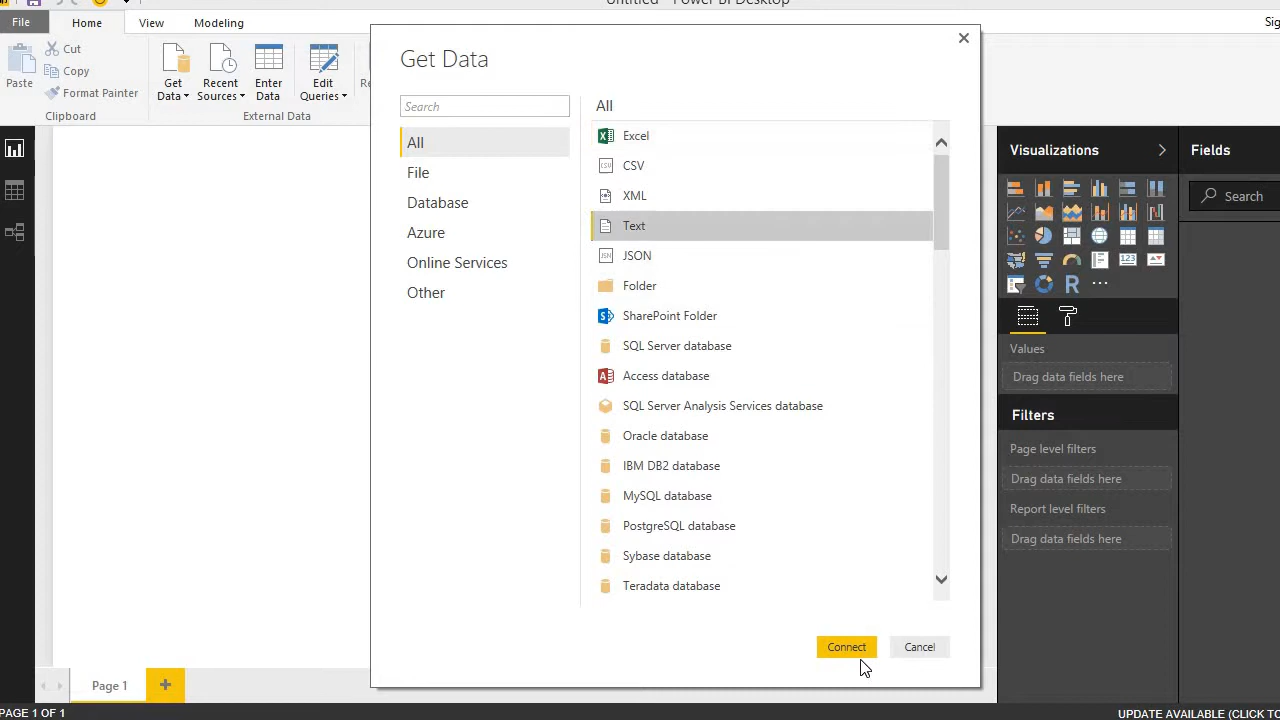 Untitled - Power BI Desktop
File
Home
View
Modeling
Paste
Cut
Copy
Format Painter
Clipboard
Get Data
Recent Sources
Enter Data
Edit Queries
External Data
Get Data
Search
All
File
Database
Azure
Online Services
Other
All
Excel
CSV
XML
Text
JSON
Folder
SharePoint Folder
SQL Server database
Access database
SQL Server Analysis Services database
Oracle database
IBM DB2 database
MySQL database
PostgreSQL database
Sybase database
Teradata database
Connect
Cancel
Visualizations
Values
Drag data fields here
Filters
Page level filters
Drag data fields here
Report level filters
Drag data fields here
Fields
Search
Page 1
PAGE 1 OF 1
UPDATE AVAILABLE (CLICK TO